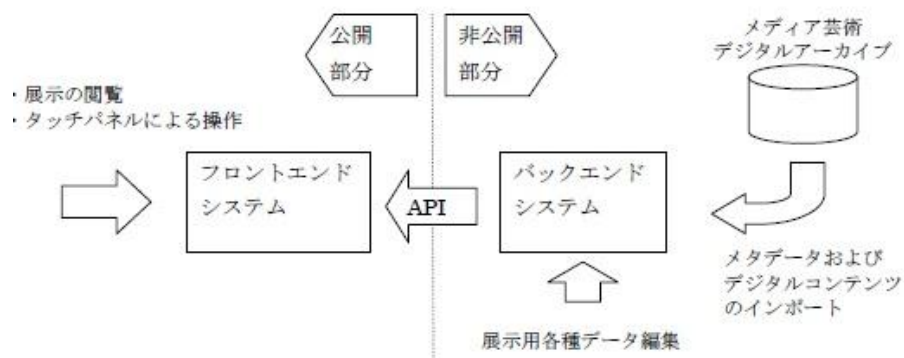 公開
部分
非公開
部分
メディア芸術
デジタルアーカイブ
・展示の閲覧
・タッチパネルによる操作
フロントエンド
システム
API
バックエンド
システム
メタデータおよび
デジタルコンテンツ
のインポート
展示用各種データ編集